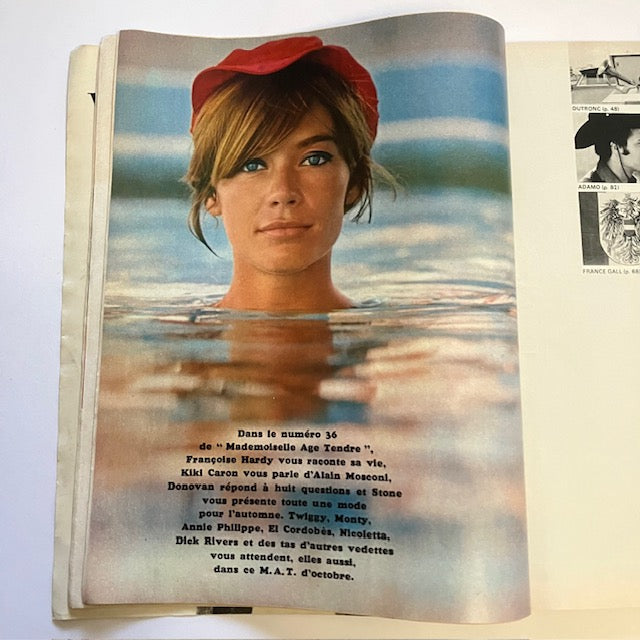 Dans le numéro 36
de " Mademoiselle Age Tendre ",
Françoise Hardy vous raconte sa vie,
Kiki Caron vous parle d'Alain Mosconi,
Donovan répond à huit questions et Stone
vous présente toute une mode
pour l'automne. Twiggy, Monty,
Annie Philippe, El Cordobès, Nicoletta,
Dick Rivers et des tas d'autres vedettes
vous attendent, elles aussi,
dans ce M.A.T. d'octobre.
DUTRONC (p. 48)
ADAMO (p. 82)
FRANCE GALL (p. 68)